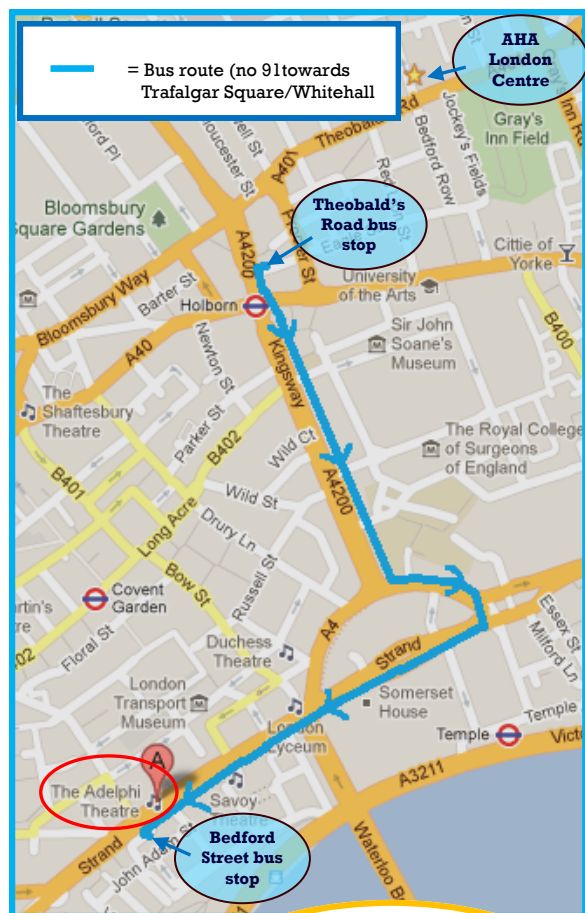 = Bus route (no 91towards
Trafalgar Square/Whitehall
AHA
London
Centre
Theobald's
Road bus
stop
Bedford
Street bus
stop
Theobald
Rd
Gray's
Inn Field
Jockey's Fields
Bedford Row
A401
Bloomsbury
Square Gardens
A4200
Cittie of
Yorke
University
of the Arts
Barter St
Holborn
Bloomsbury Way
A40
Newton St
Kingsway
Sir John
Soane's
Museum
B400
The
Shaftesbury
Theatre
Parker St
B402
Wild Ct
The Royal College
of Surgeons
of England
B401
Long Acre
Wild St
A4200
Drury Ln
Covent
Garden
Bow St
Russell St
Floral St
A4
Essex St
Milford Ln
Duchess
Theatre
Strand
London
Transport
Museum
Somerset
House
Lyceum
Temple
Temple
A3211
A
The Adelphi
Theatre
Savoy
Strand
John Adam St